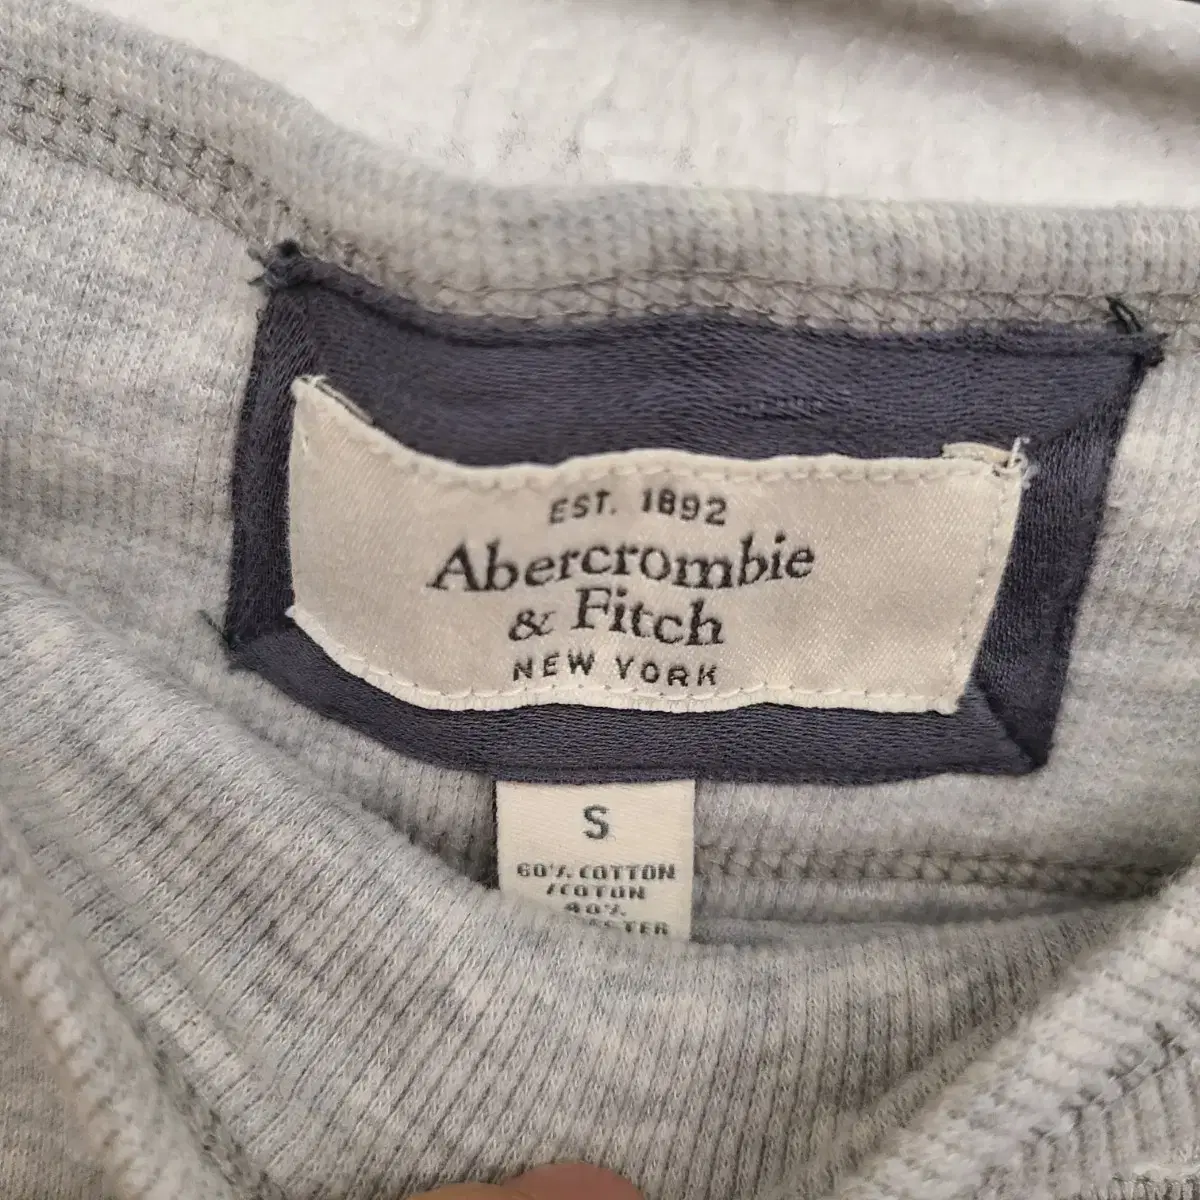 EST. 1892
Abercrombie
& Fitch
NEW YORK
S
60% COTTON
/COTON
40%